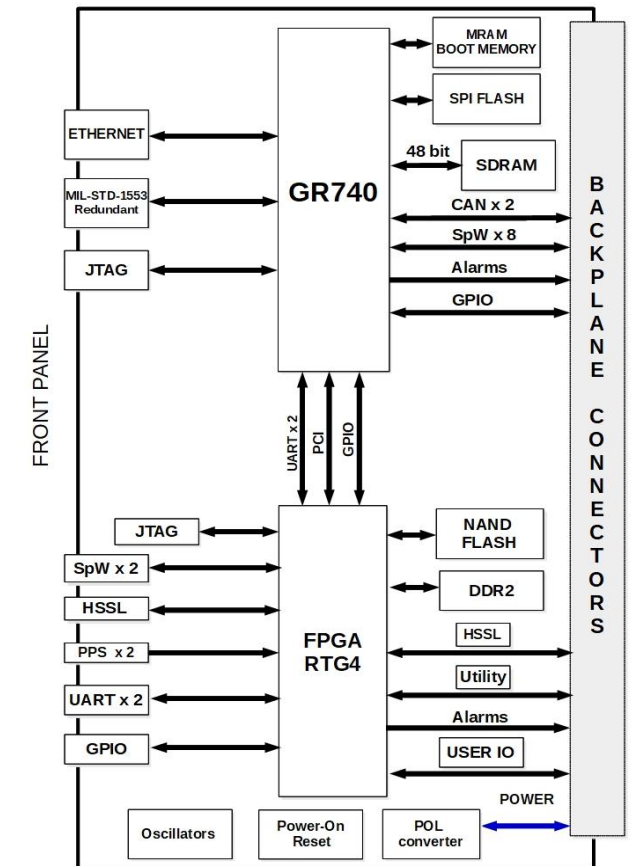 MRAM
BOOT MEMORY
SPI FLASH
ETHERNET
48 bit
SDRAM
GR740
MIL-STD-1553
Redundant
CAN x 2
SpW x 8
JTAG
Alarms
GPIO
BACKPLANE CONNECTORS
FRONT PANEL
UART x 2
PCI
GPIO
JTAG
NAND
FLASH
SpW x 2
DDR2
HSSL
HSSL
FPGA
RTG4
PPS x 2
Utility
UART x 2
Alarms
GPIO
USER IO
POWER
Oscillators
Power-On
Reset
POL
converter